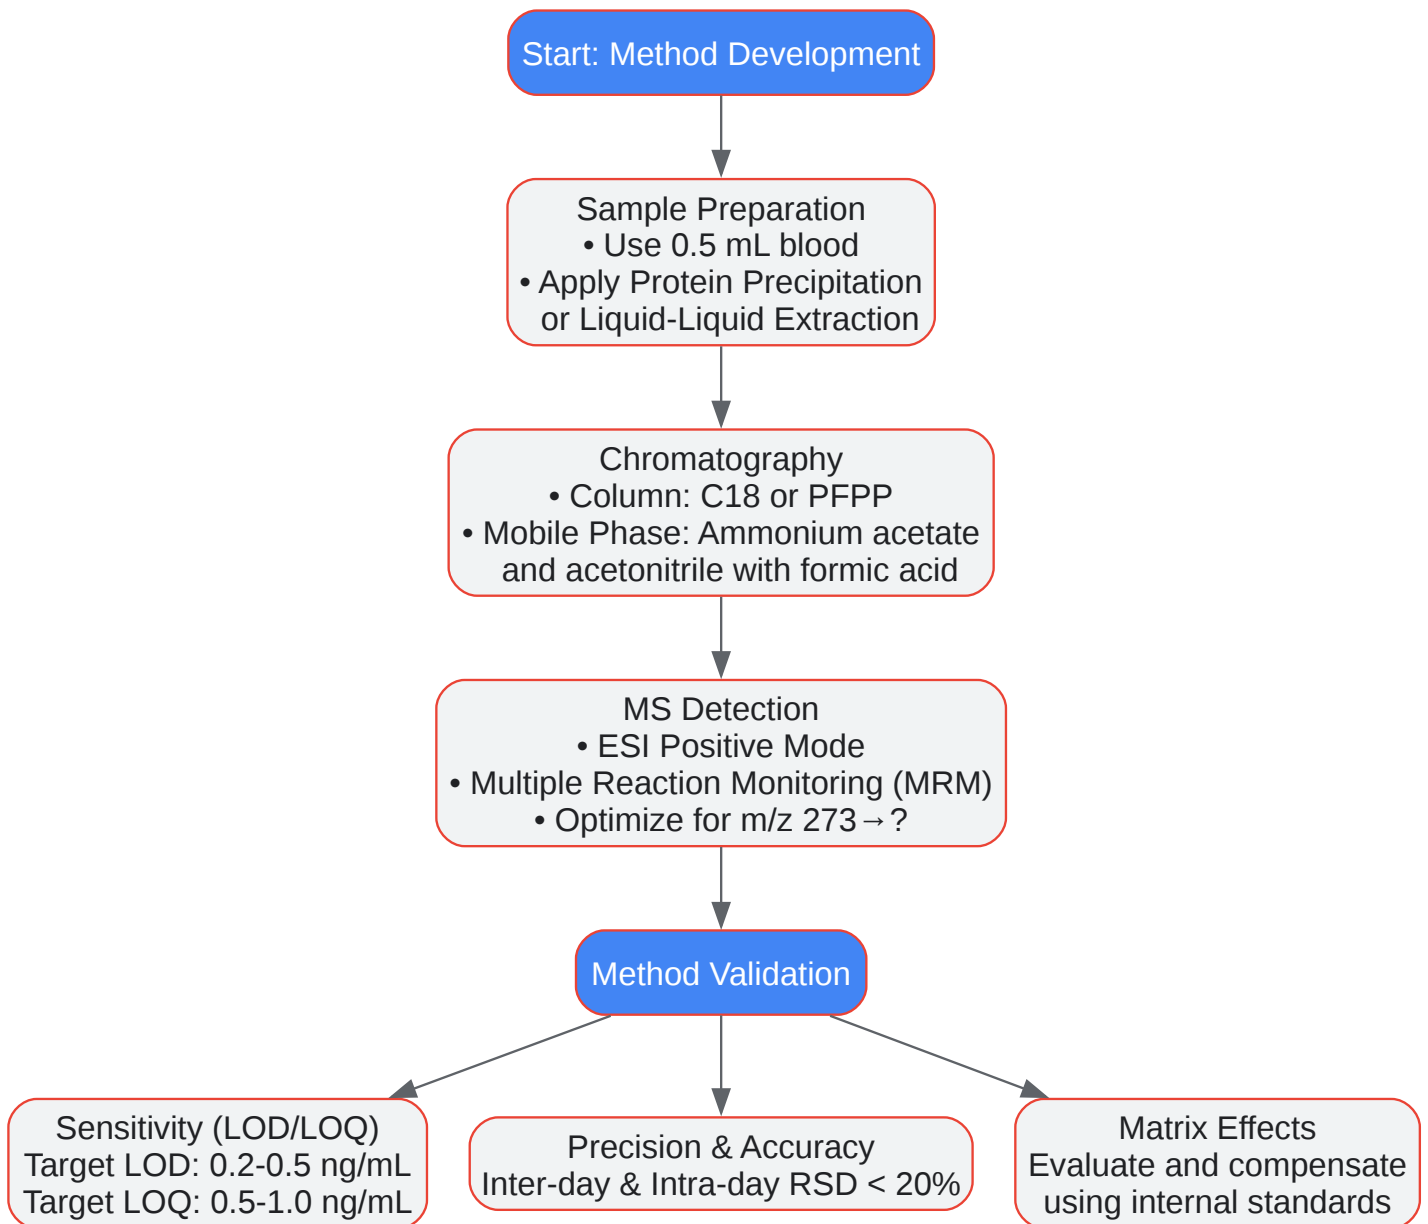 Start: Method Development
Sample Preparation
• Use 0.5 mL blood
• Apply Protein Precipitation
or Liquid-Liquid Extraction
Chromatography
• Column: C18 or PFPP
• Mobile Phase: Ammonium acetate
and acetonitrile with formic acid
MS Detection
• ESI Positive Mode
• Multiple Reaction Monitoring (MRM)
• Optimize for m/z 273→?
Method Validation
Sensitivity (LOD/LOQ)
Target LOD: 0.2-0.5 ng/mL
Target LOQ: 0.5-1.0 ng/mL
Precision & Accuracy
Inter-day & Intra-day RSD < 20%
Matrix Effects
Evaluate and compensate
using internal standards